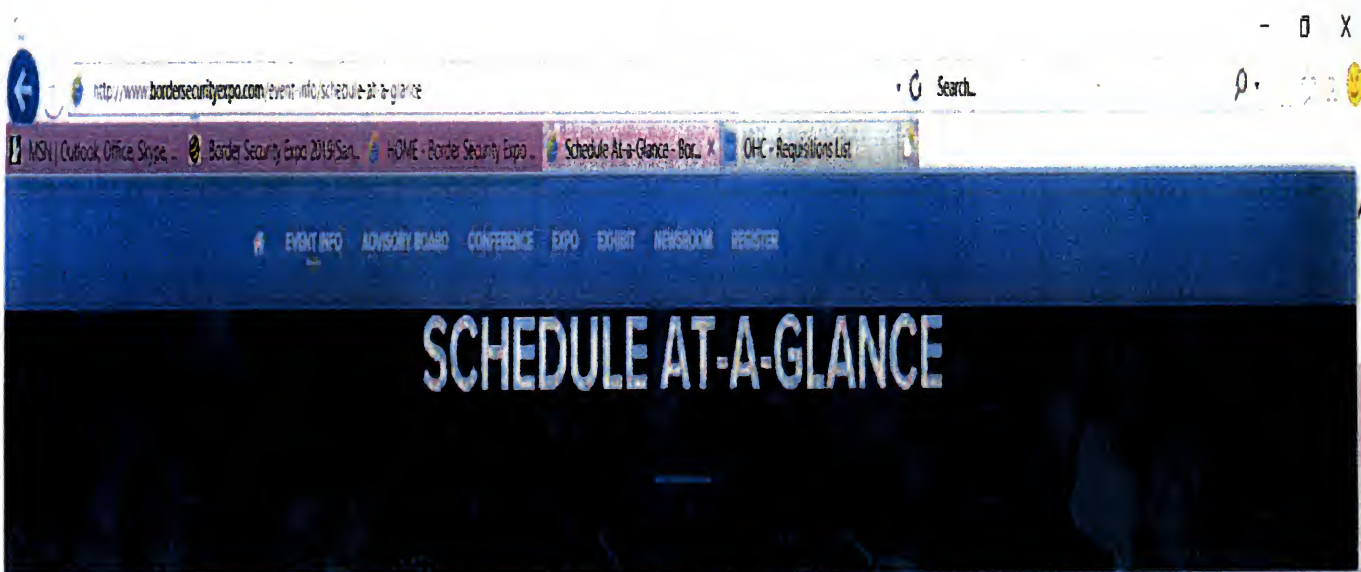 http://www.bordersecurityexpo.com/event-info/schedule-at-a-glance Search...
MSN | Outlook, Office, Skype, ... Border Security Expo 2019 San... HOME - Border Security Expo ... Schedule At-a-Glance - Bor... X OHC - Requisitions List
EVENT INFO ADVISORY BOARD CONFERENCE EXPO EXHIBIT NEWSROOM REGISTER
SCHEDULE AT-A-GLANCE